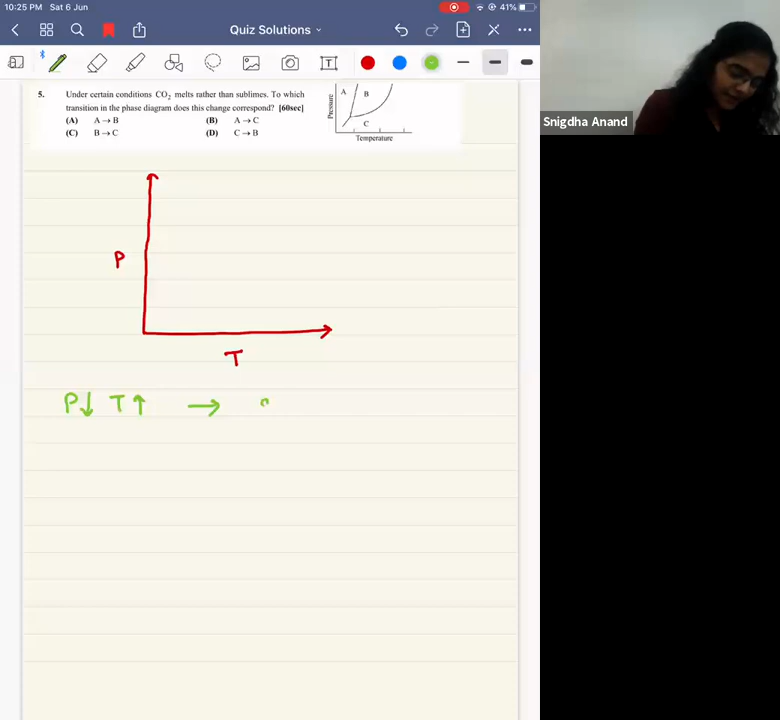 10:25 PM Sat 6 Jun
41%
Quiz Solutions
T
Snigdha Anand
5. Under certain conditions CO2 melts rather than sublimes. To which
transition in the phase diagram does this change correspond? [60sec]
(A) A → B (B) A → C
(C) B → C (D) C → B
Pressure
A B
C
Temperature
P
T
P↓ T↑ →